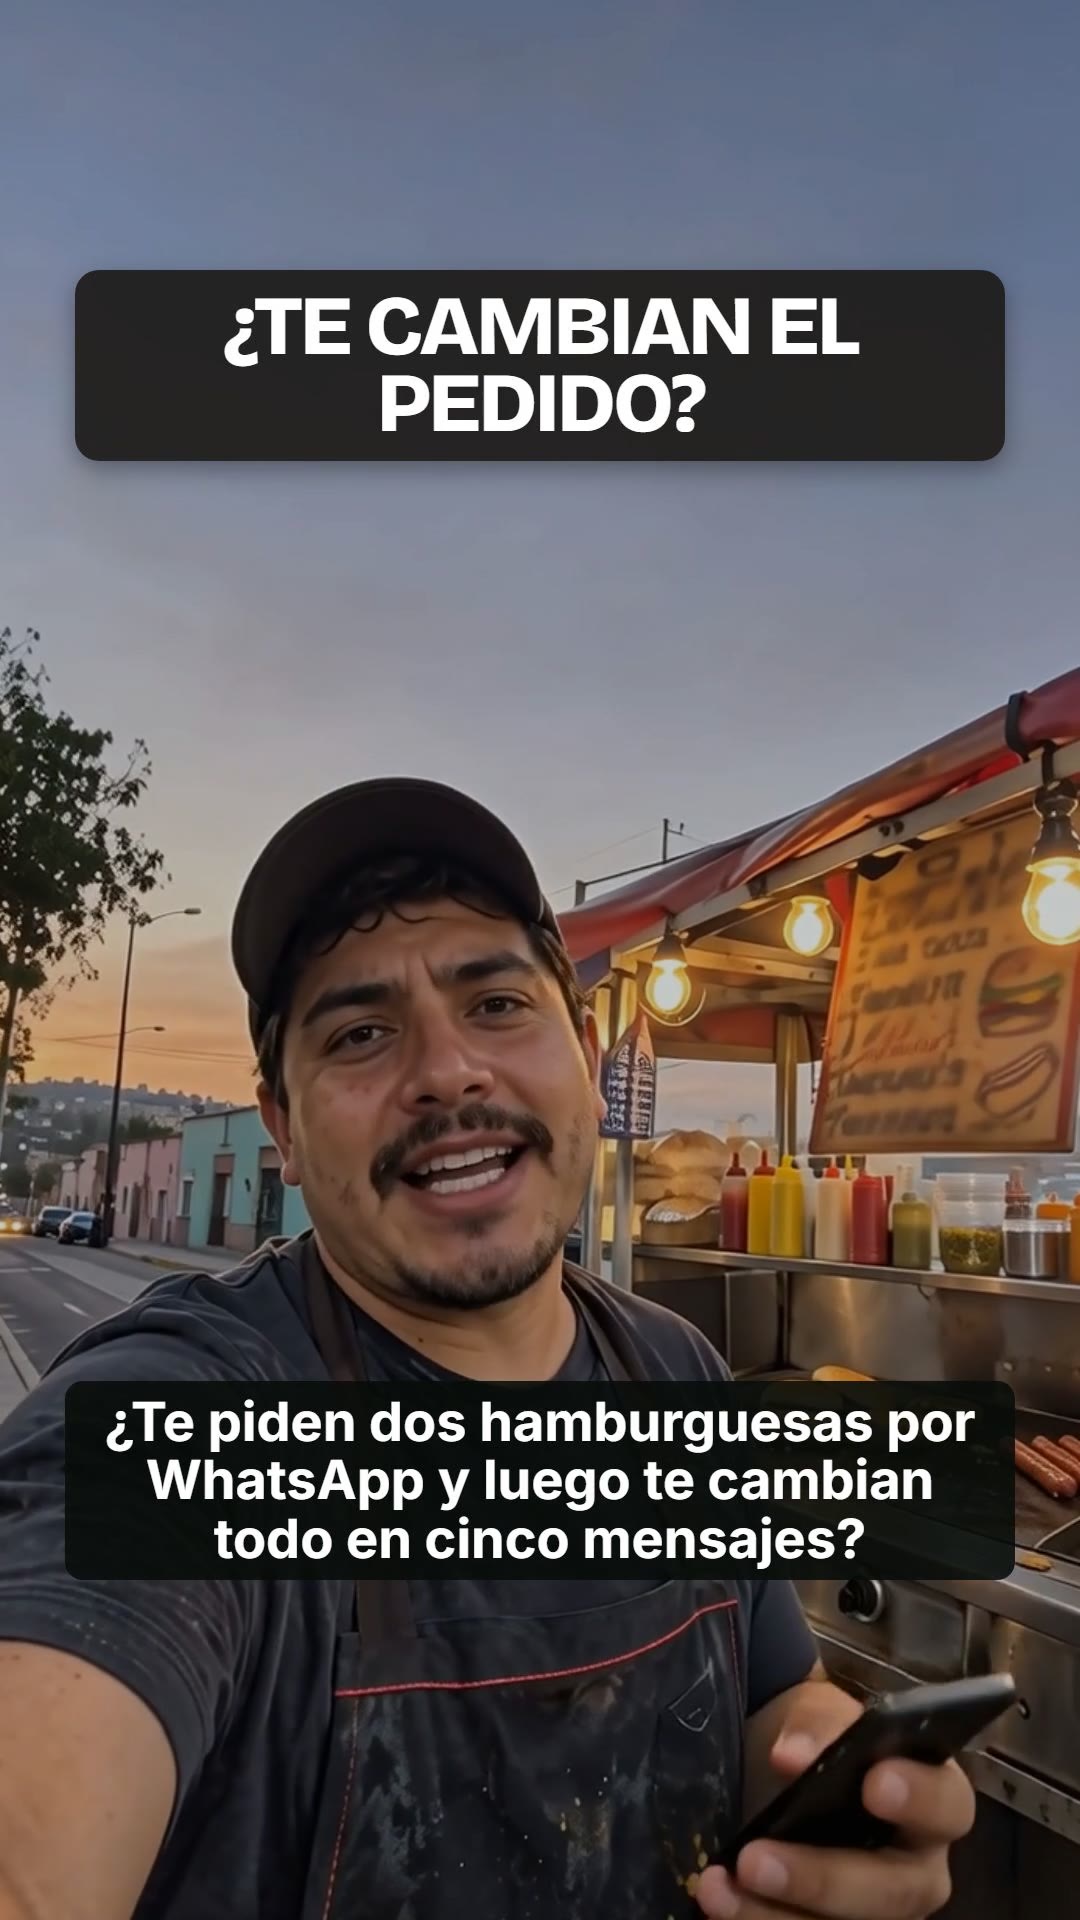 ¿TE CAMBIAN EL
PEDIDO?
¿Te piden dos hamburguesas por
WhatsApp y luego te cambian
todo en cinco mensajes?